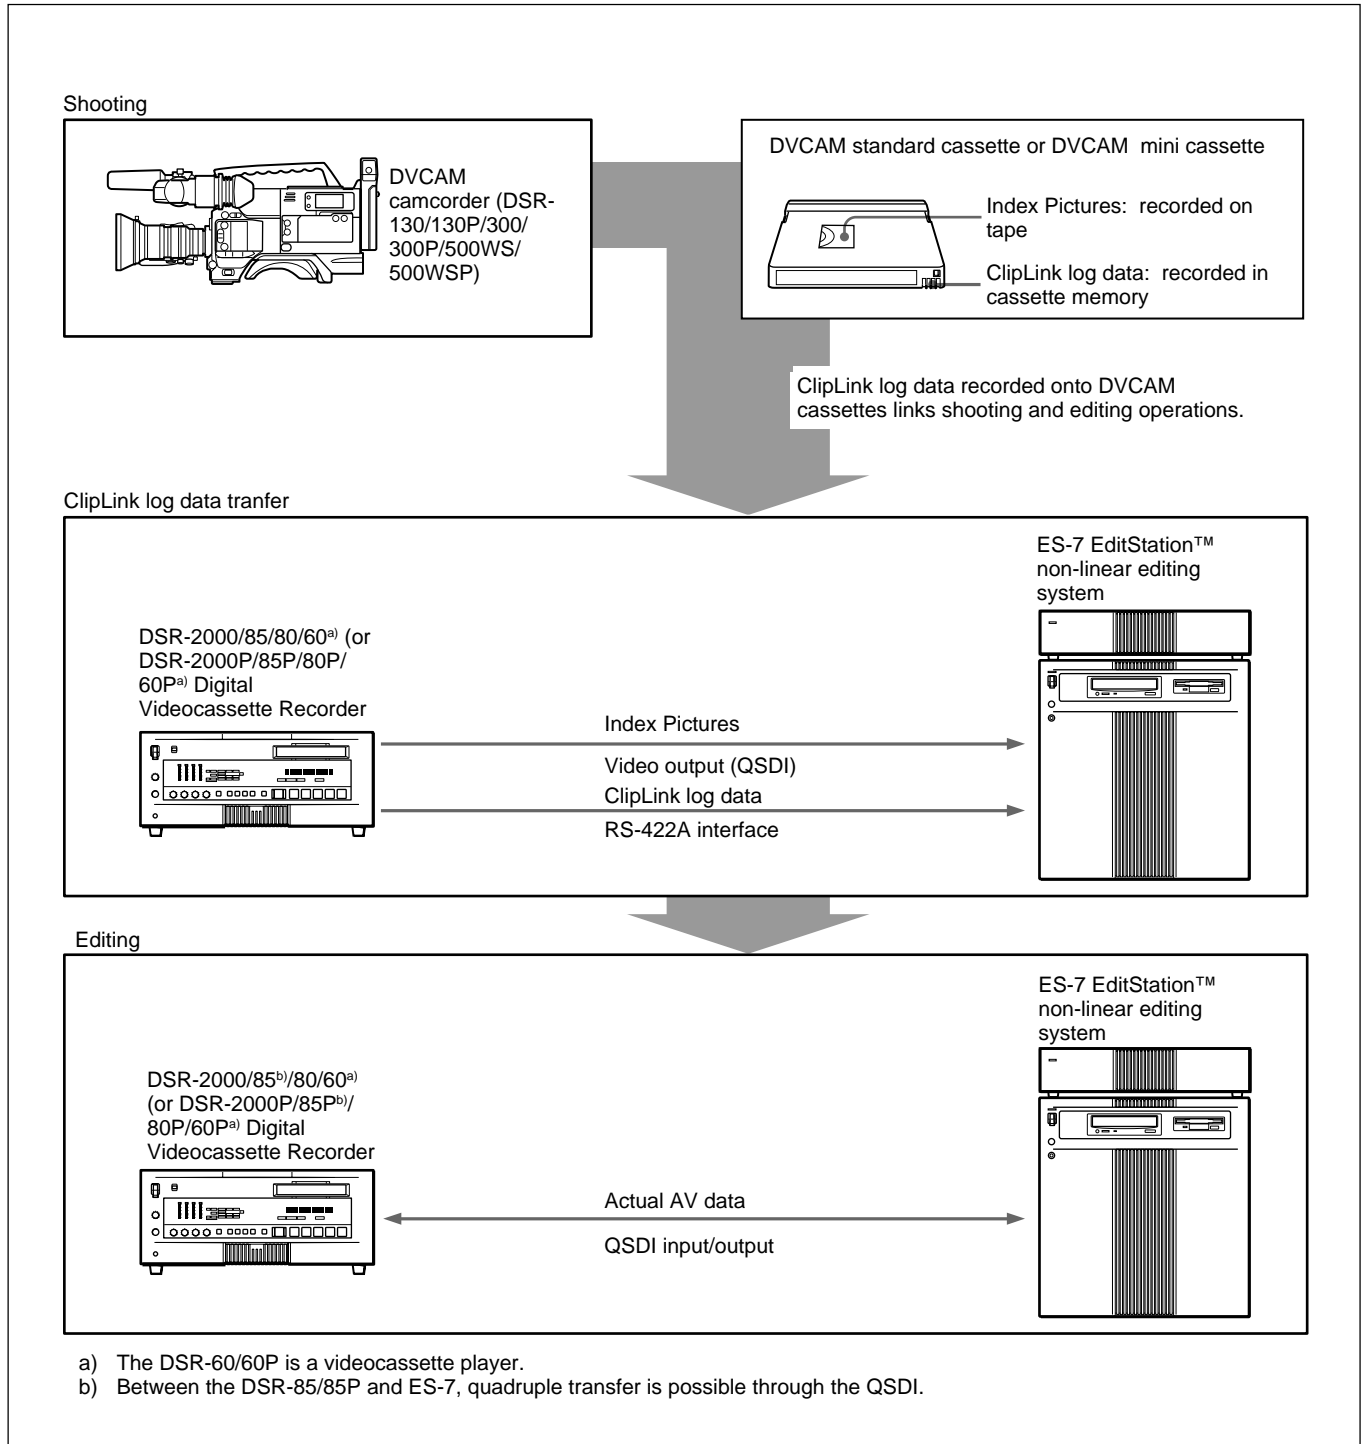 Shooting
DVCAM
camcorder (DSR-
130/130P/300/
300P/500WS/
500WSP)
DVCAM standard cassette or DVCAM mini cassette
Index Pictures: recorded on
tape
ClipLink log data: recorded in
cassette memory
ClipLink log data recorded onto DVCAM
cassettes links shooting and editing operations.
ClipLink log data tranfer
DSR-2000/85/80/60a) (or
DSR-2000P/85P/80P/
60Pa) Digital
Videocassette Recorder
Index Pictures
Video output (QSDI)
ClipLink log data
RS-422A interface
ES-7 EditStation™
non-linear editing
system
Editing
DSR-2000/85b)/80/60a)
(or DSR-2000P/85Pb)/
80P/60Pa) Digital
Videocassette Recorder
Actual AV data
QSDI input/output
ES-7 EditStation™
non-linear editing
system
a) The DSR-60/60P is a videocassette player.
b) Between the DSR-85/85P and ES-7, quadruple transfer is possible through the QSDI.